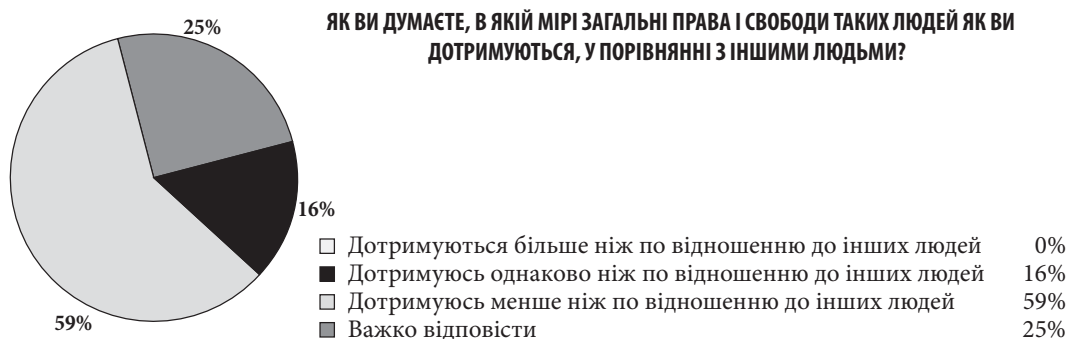 25%
ЯК ВИ ДУМАЄТЕ, В ЯКІЙ МІРІ ЗАГАЛЬНІ ПРАВА І СВОБОДИ ТАКИХ ЛЮДЕЙ ЯК ВИ
ДОТРИМУЮТЬСЯ, У ПОРІВНЯННІ З ІНШИМИ ЛЮДЬМИ?
16%
59%
Дотримуються більше ніж по відношенню до інших людей 0%
Дотримуюсь однаково ніж по відношенню до інших людей 16%
Дотримуюсь менше ніж по відношенню до інших людей 59%
Важко відповісти 25%